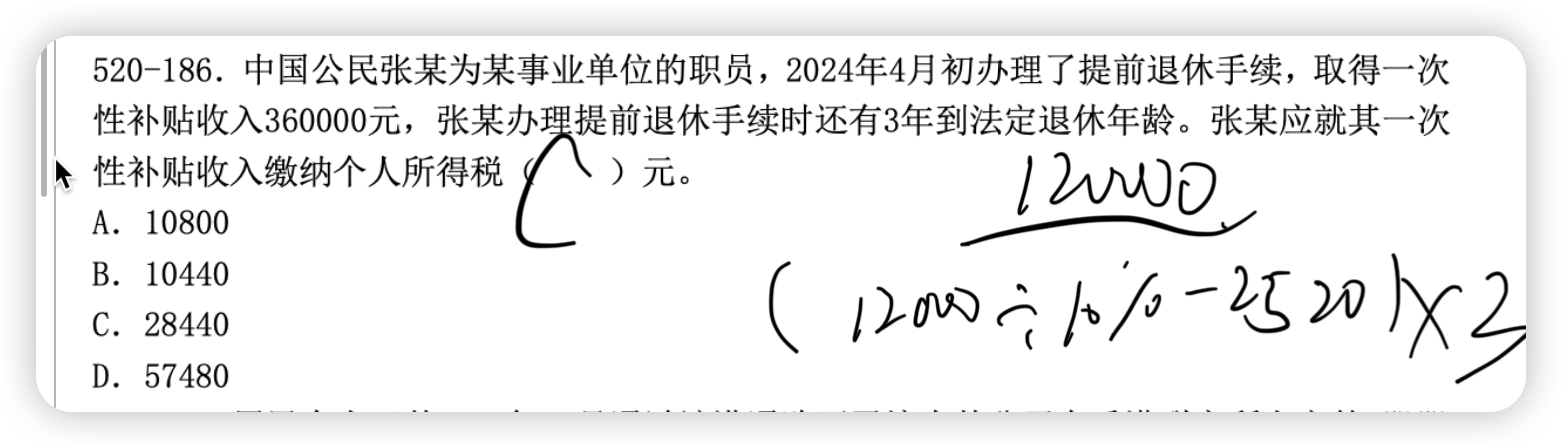 520-186. 中国公民张某为某事业单位的职员，2024年4月初办理了提前退休手续，取得一次
性补贴收入360000元，张某办理提前退休手续时还有3年到法定退休年龄。张某应就其一次
性补贴收入缴纳个人所得税（C）元。
120000
A. 10800
B. 10440
(12000÷10%-2520)×3
C. 28440
D. 57480